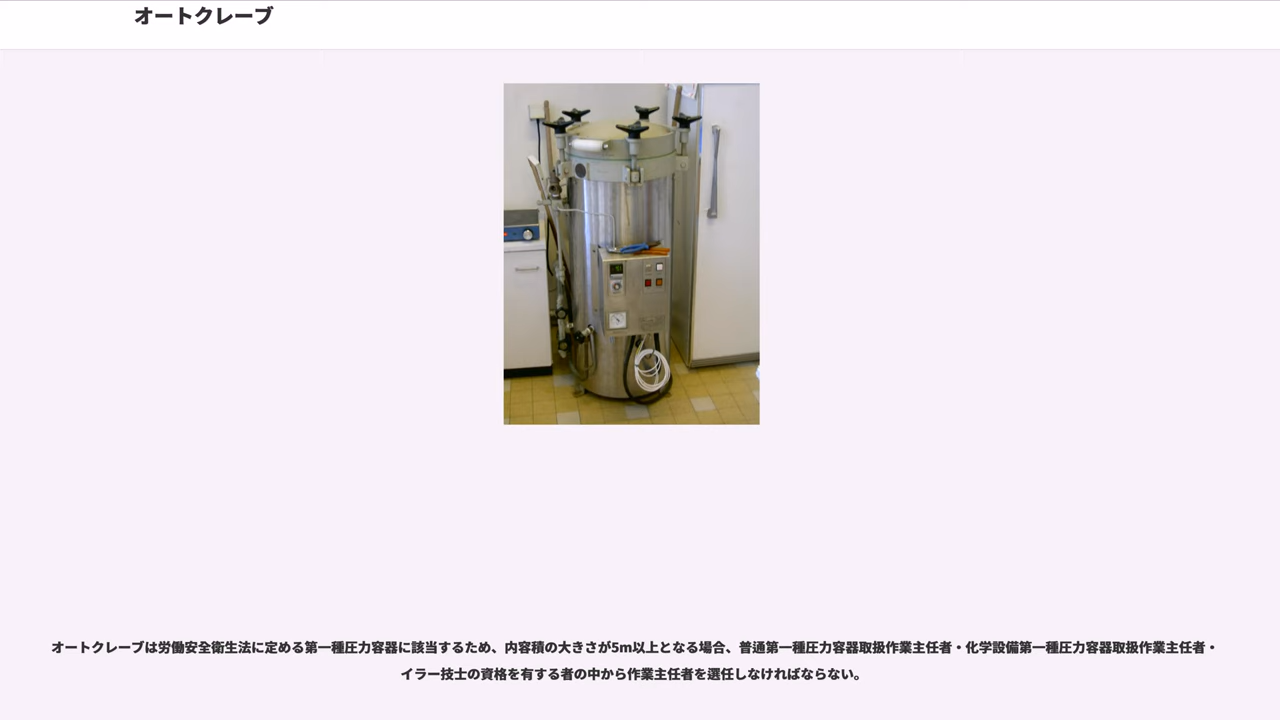 オートクレーブ
オートクレーブは労働安全衛生法に定める第一種圧力容器に該当するため、内容積の大きさが5m以上となる場合、普通第一種圧力容器取扱作業主任者・化学設備第一種圧力容器取扱作業主任者・
イラー技士の資格を有する者の中から作業主任者を選任しなければならない。